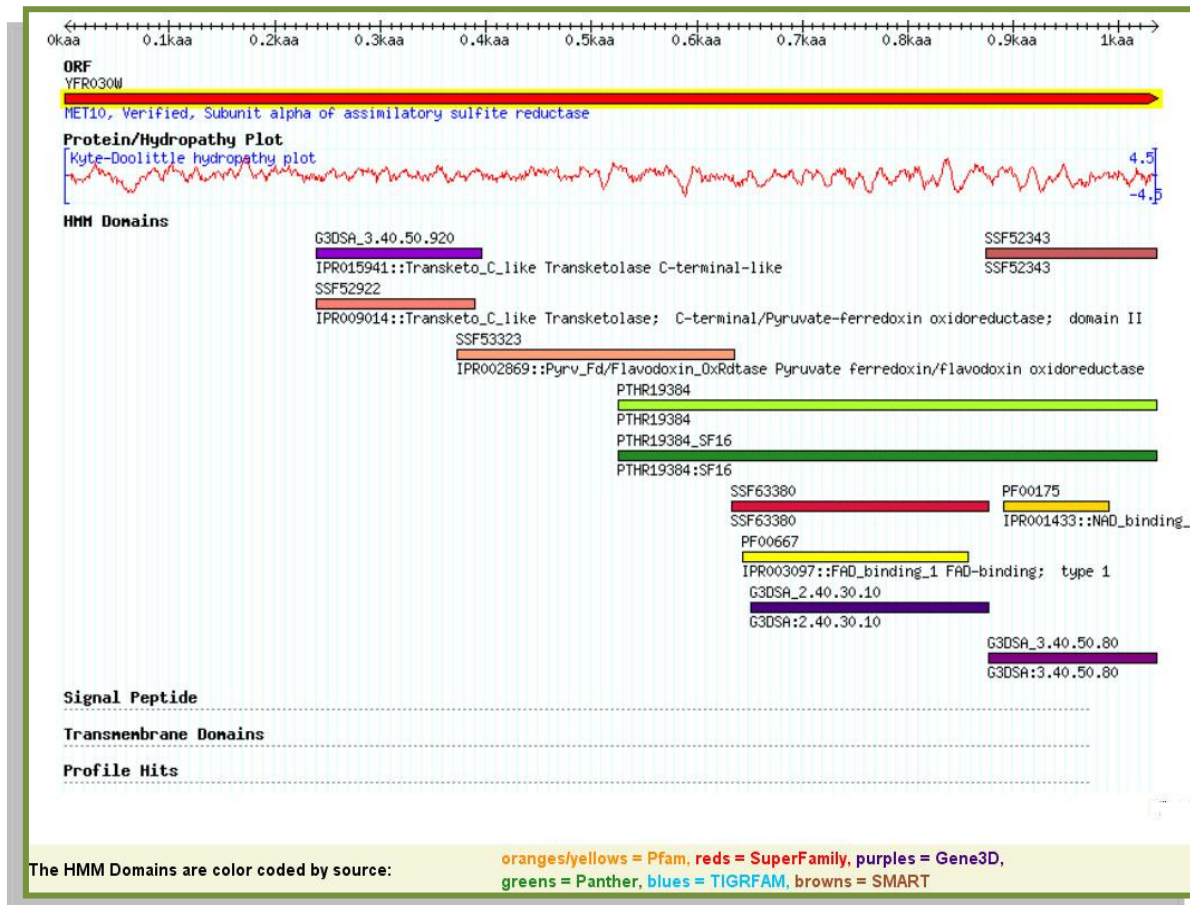 0kaa 0.1kaa 0.2kaa 0.3kaa 0.4kaa 0.5kaa 0.6kaa 0.7kaa 0.8kaa 0.9kaa 1kaa
ORF
YFR030W
MET10, Verified, Subunit alpha of assimilatory sulfite reductase
Protein/Hydropathy Plot
Kyte-Doolittle hydropathy plot 4.5
-4.5
HMM Domains
G3DSA_3.40.50.920 SSF52343
IPR015941::Transketo_C_like Transketolase C-terminal-like SSF52343
SSF52922
IPR009014::Transketo_C_like Transketolase; C-terminal/Pyruvate-ferredoxin oxidoreductase; domain II
SSF53323
IPR002869::Pyrv_Fd/Flavodoxin_OxRdtase Pyruvate ferredoxin/flavodoxin oxidoreductase
PTHR19384
PTHR19384
PTHR19384_SF16
PTHR19384:SF16
SSF63380 PF00175
SSF63380 IPR001433::NAD_binding_
PF00667
IPR003097::FAD_binding_1 FAD-binding; type 1
G3DSA_2.40.30.10
G3DSA:2.40.30.10
G3DSA_3.40.50.80
G3DSA:3.40.50.80
Signal Peptide
Transmembrane Domains
Profile Hits
The HMM Domains are color coded by source: oranges/yellows = Pfam, reds = SuperFamily, purples = Gene3D,
greens = Panther, blues = TIGRFAM, browns = SMART